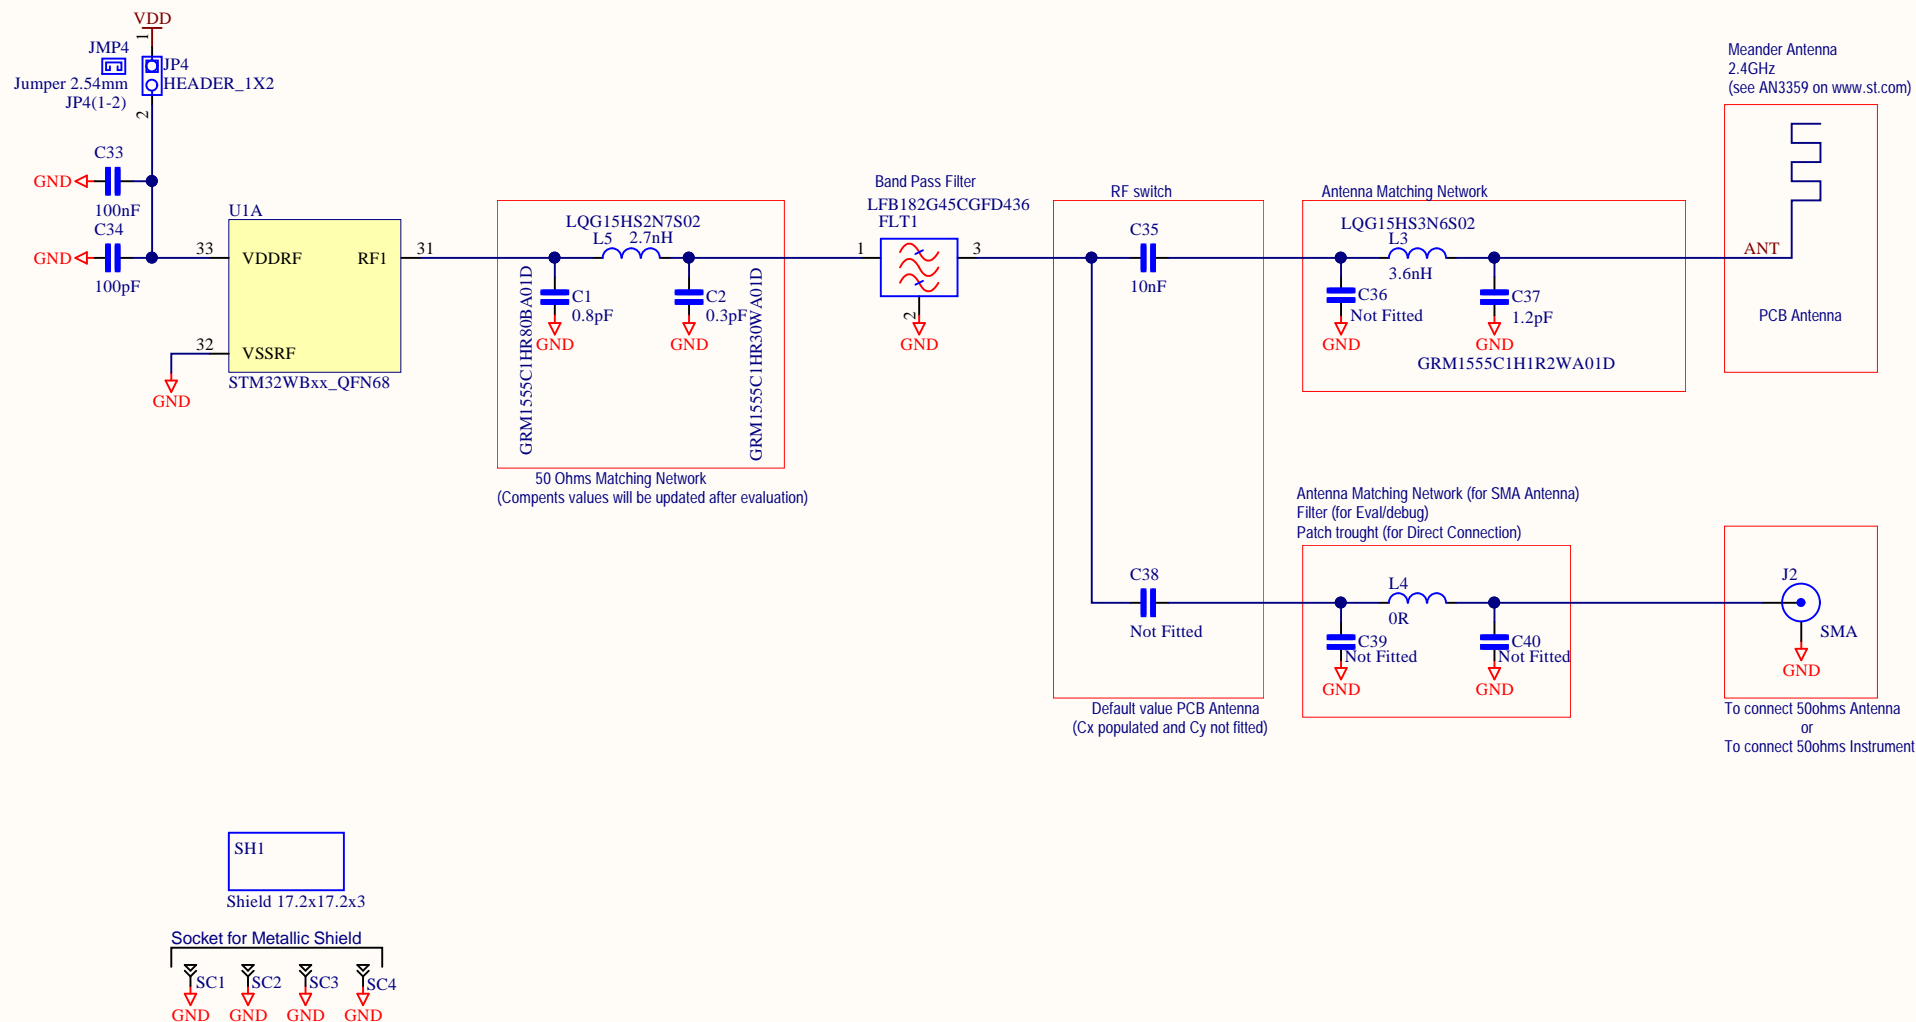 VDD
1
JMP4
JP4
Jumper 2.54mm
HEADER_1X2
JP4(1-2)
2
C33
GND
100nF
C34
GND
100pF
U1A
33
VDDRF
RF1
31
32
VSSRF
GND
STM32WBxx_QFN68
LQG15HS2N7S02
L5
2.7nH
C1
0.8pF
GND
GRM1555C1HR80BA01D
C2
0.3pF
GND
GRM1555C1HR30WA01D
50 Ohms Matching Network
(Compents values will be updated after evaluation)
Band Pass Filter
LFB182G45CGFD436
FLT1
1
3
2
GND
RF switch
C35
10nF
C38
Not Fitted
Default value PCB Antenna
(Cx populated and Cy not fitted)
Antenna Matching Network
LQG15HS3N6S02
L3
3.6nH
C36
Not Fitted
GND
C37
1.2pF
GND
GRM1555C1H1R2WA01D
Meander Antenna
2.4GHz
(see AN3359 on www.st.com)
ANT
PCB Antenna
Antenna Matching Network (for SMA Antenna)
Filter (for Eval/debug)
Patch trought (for Direct Connection)
L4
0R
C39
Not Fitted
GND
C40
Not Fitted
GND
J2
SMA
GND
To connect 50ohms Antenna
or
To connect 50ohms Instrument
SH1
Shield 17.2x17.2x3
Socket for Metallic Shield
SC1
SC2
SC3
SC4
GND
GND
GND
GND